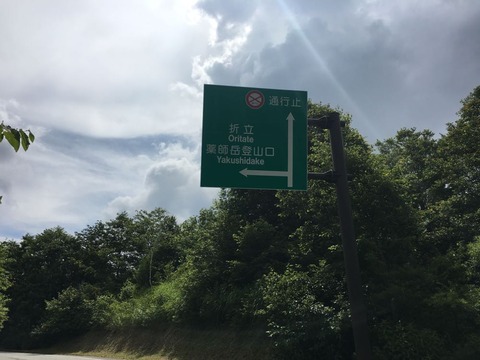 通行止
折立
Oritate
薬師岳登山口
Yakushidake